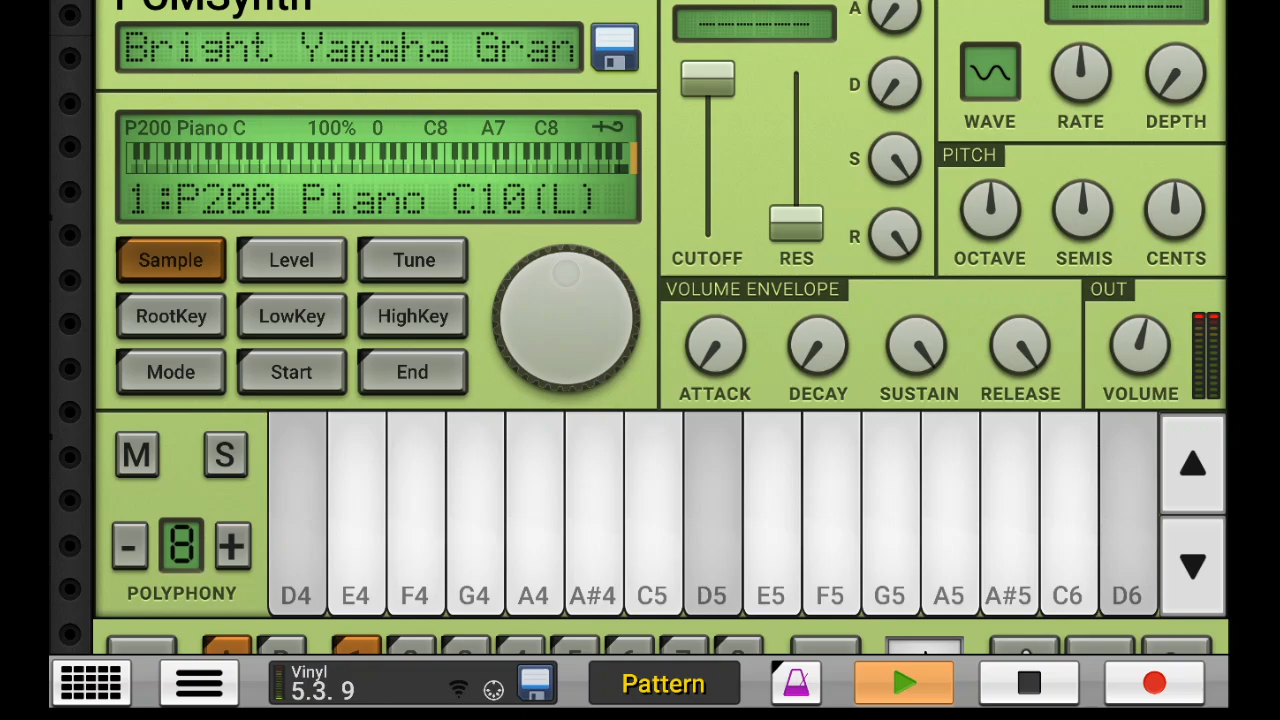 PCMSynth
Bright Yamaha Gran
P200 Piano C 100% 0 C8 A7 C8
1:P200 Piano C10(L)
Sample Level Tune
RootKey LowKey HighKey
Mode Start End
A
D
S
R
CUTOFF RES
WAVE RATE DEPTH
PITCH
OCTAVE SEMIS CENTS
VOLUME ENVELOPE
ATTACK DECAY SUSTAIN RELEASE
OUT
VOLUME
M S
- 8 +
POLYPHONY
D4 E4 F4 G4 A4 A#4 C5 D5 E5 F5 G5 A5 A#5 C6 D6
Vinyl
5.3. 9
Pattern